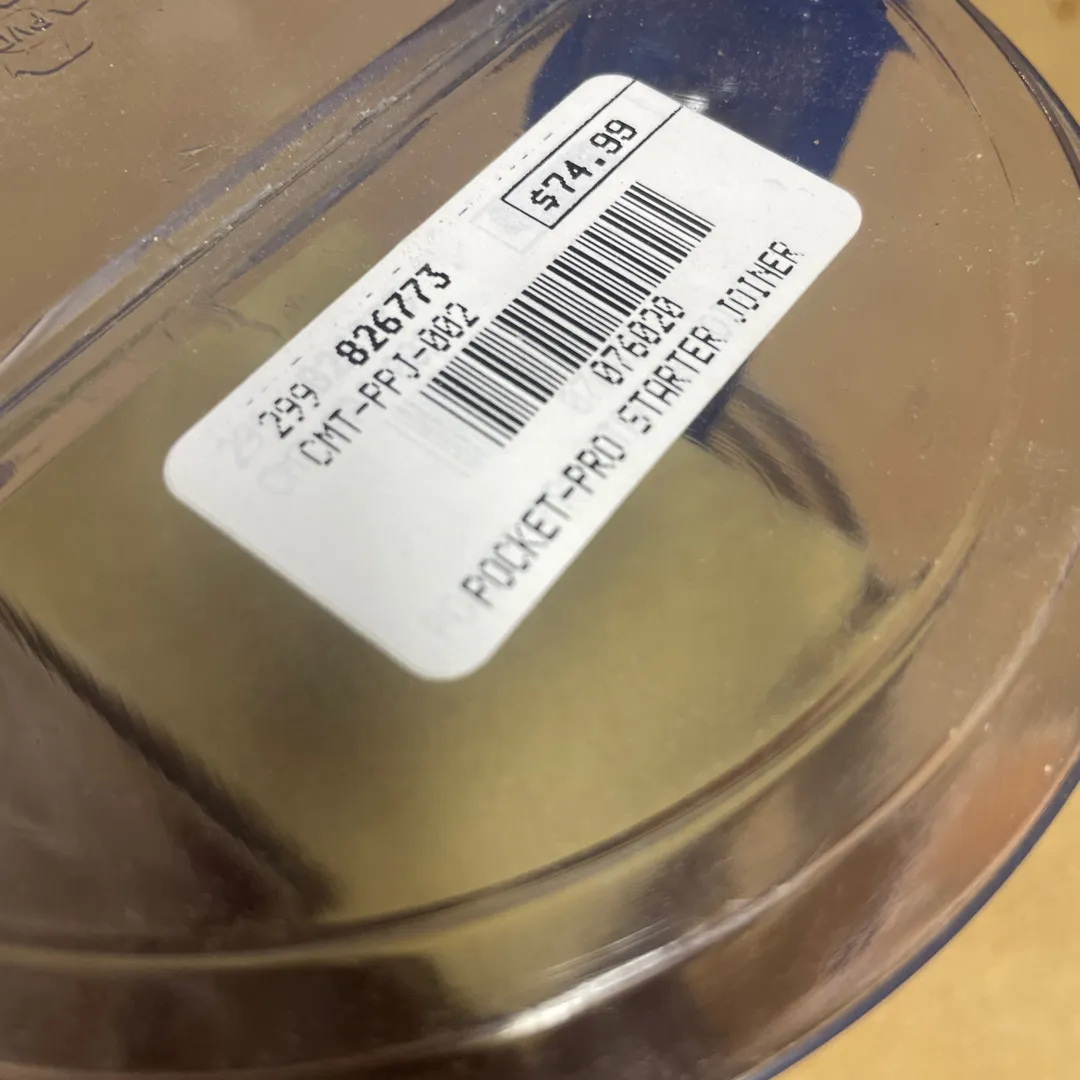 $74.99
299 826773
CMT-PPJ-002
076020
POCKET-PRO STARTER JOINER